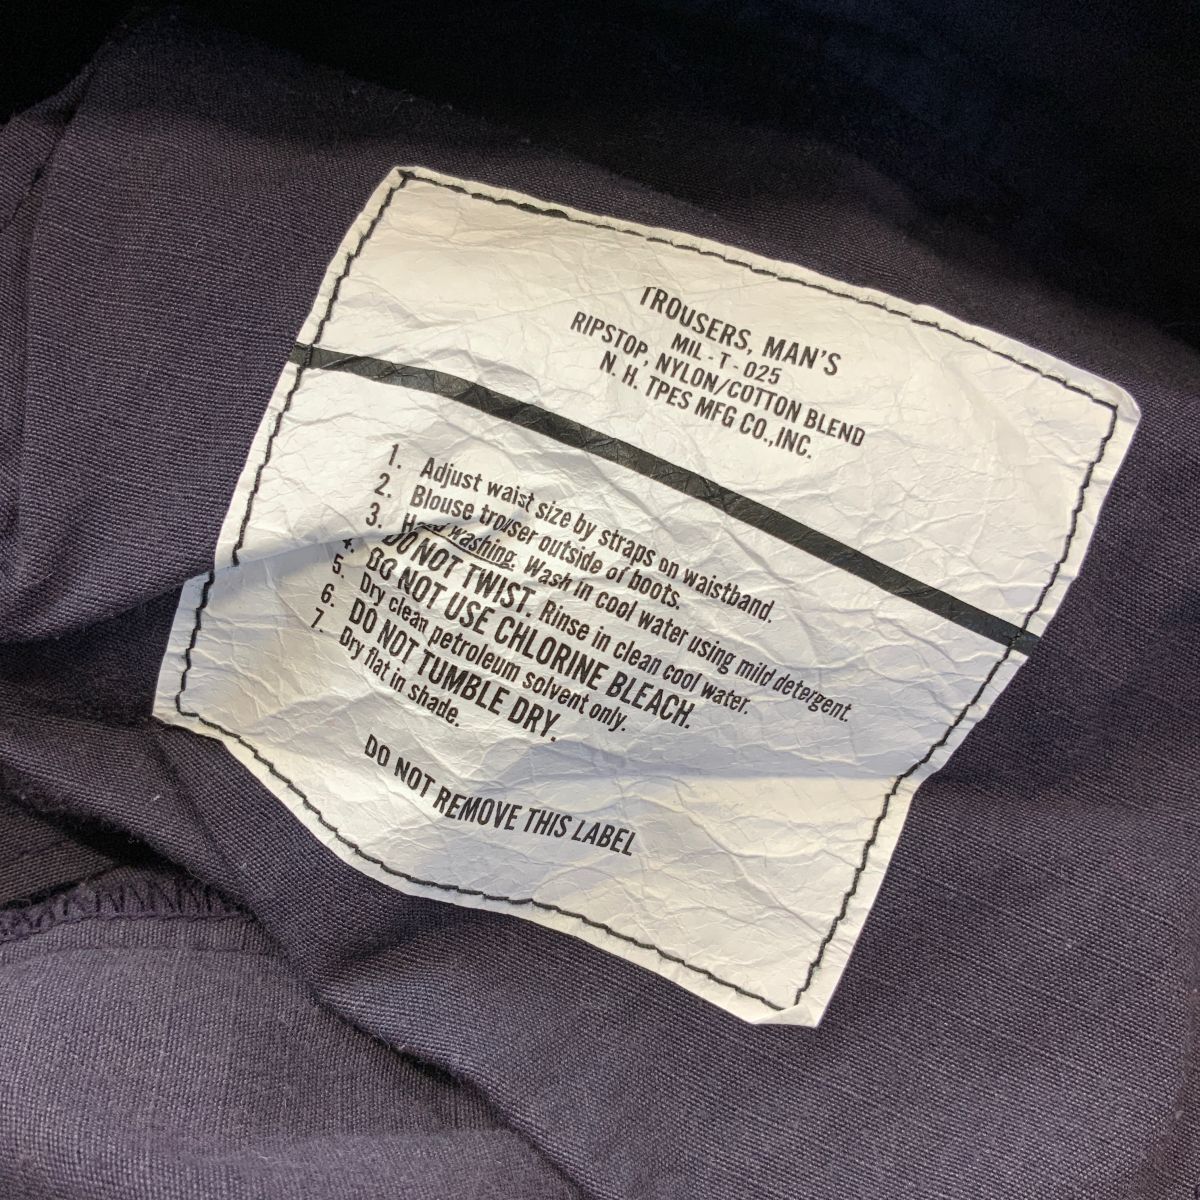 TROUSERS, MAN'S
MIL - T - 025
RIPSTOP, NYLON/COTTON BLEND
N. H. TPES MFG CO.,INC.
1. Adjust waist size by straps on waistband.
2. Blouse trouser outside of boots.
3. Hand washing. Wash in cool water using mild detergent.
4. DO NOT TWIST. Rinse in clean cool water.
DO NOT USE CHLORINE BLEACH.
5. Dry clean petroleum solvent only.
6. DO NOT TUMBLE DRY.
7. Dry flat in shade.
DO NOT REMOVE THIS LABEL